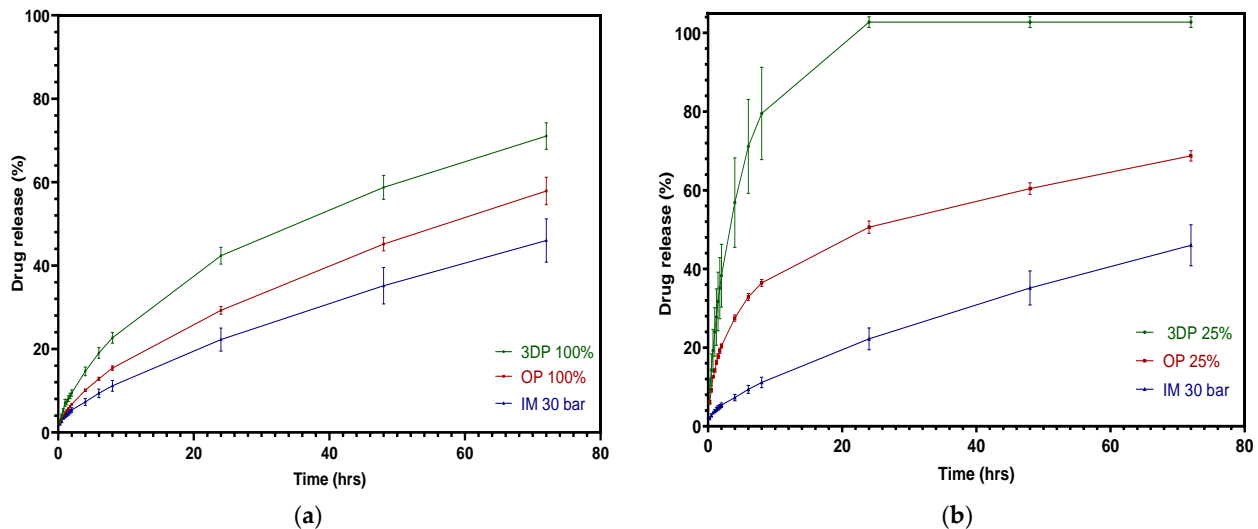 100
80
60
40
20
0
Drug release (%)
3DP 100%
OP 100%
IM 30 bar
0 20 40 60 80
Time (hrs)
(a)
100
80
60
40
20
0
Drug release (%)
3DP 25%
OP 25%
IM 30 bar
0 20 40 60 80
Time (hrs)
(b)